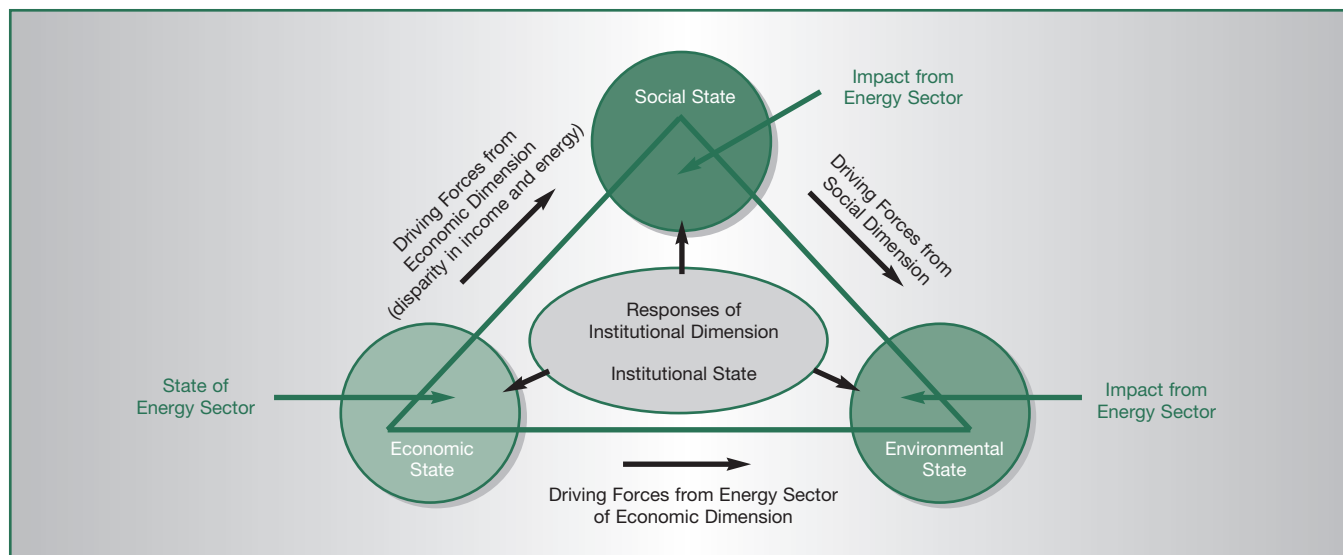 Social State
Impact from
Energy Sector
Driving Forces from
Economic Dimension
(disparity in income and energy)
Driving Forces from
Social Dimension
Responses of
Institutional Dimension
Institutional State
State of
Energy Sector
Impact from
Energy Sector
Economic
State
Environmental
State
Driving Forces from Energy Sector
of Economic Dimension